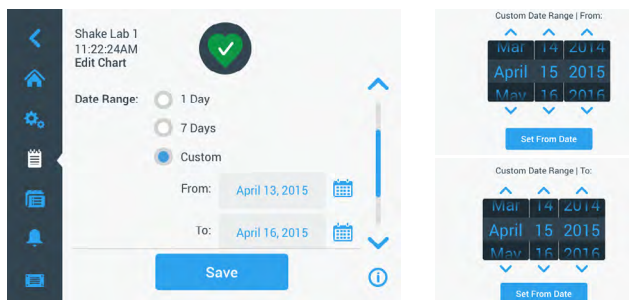 Shake Lab 1
11:22:24AM
Edit Chart
Date Range:
1 Day
7 Days
Custom
From:
April 13, 2015
To:
April 16, 2015
Save
Custom Date Range | From:
Mar 14 2014
April 15 2015
May 16 2016
Set From Date
Custom Date Range | To:
Mar 14 2014
April 15 2015
May 16 2016
Set From Date